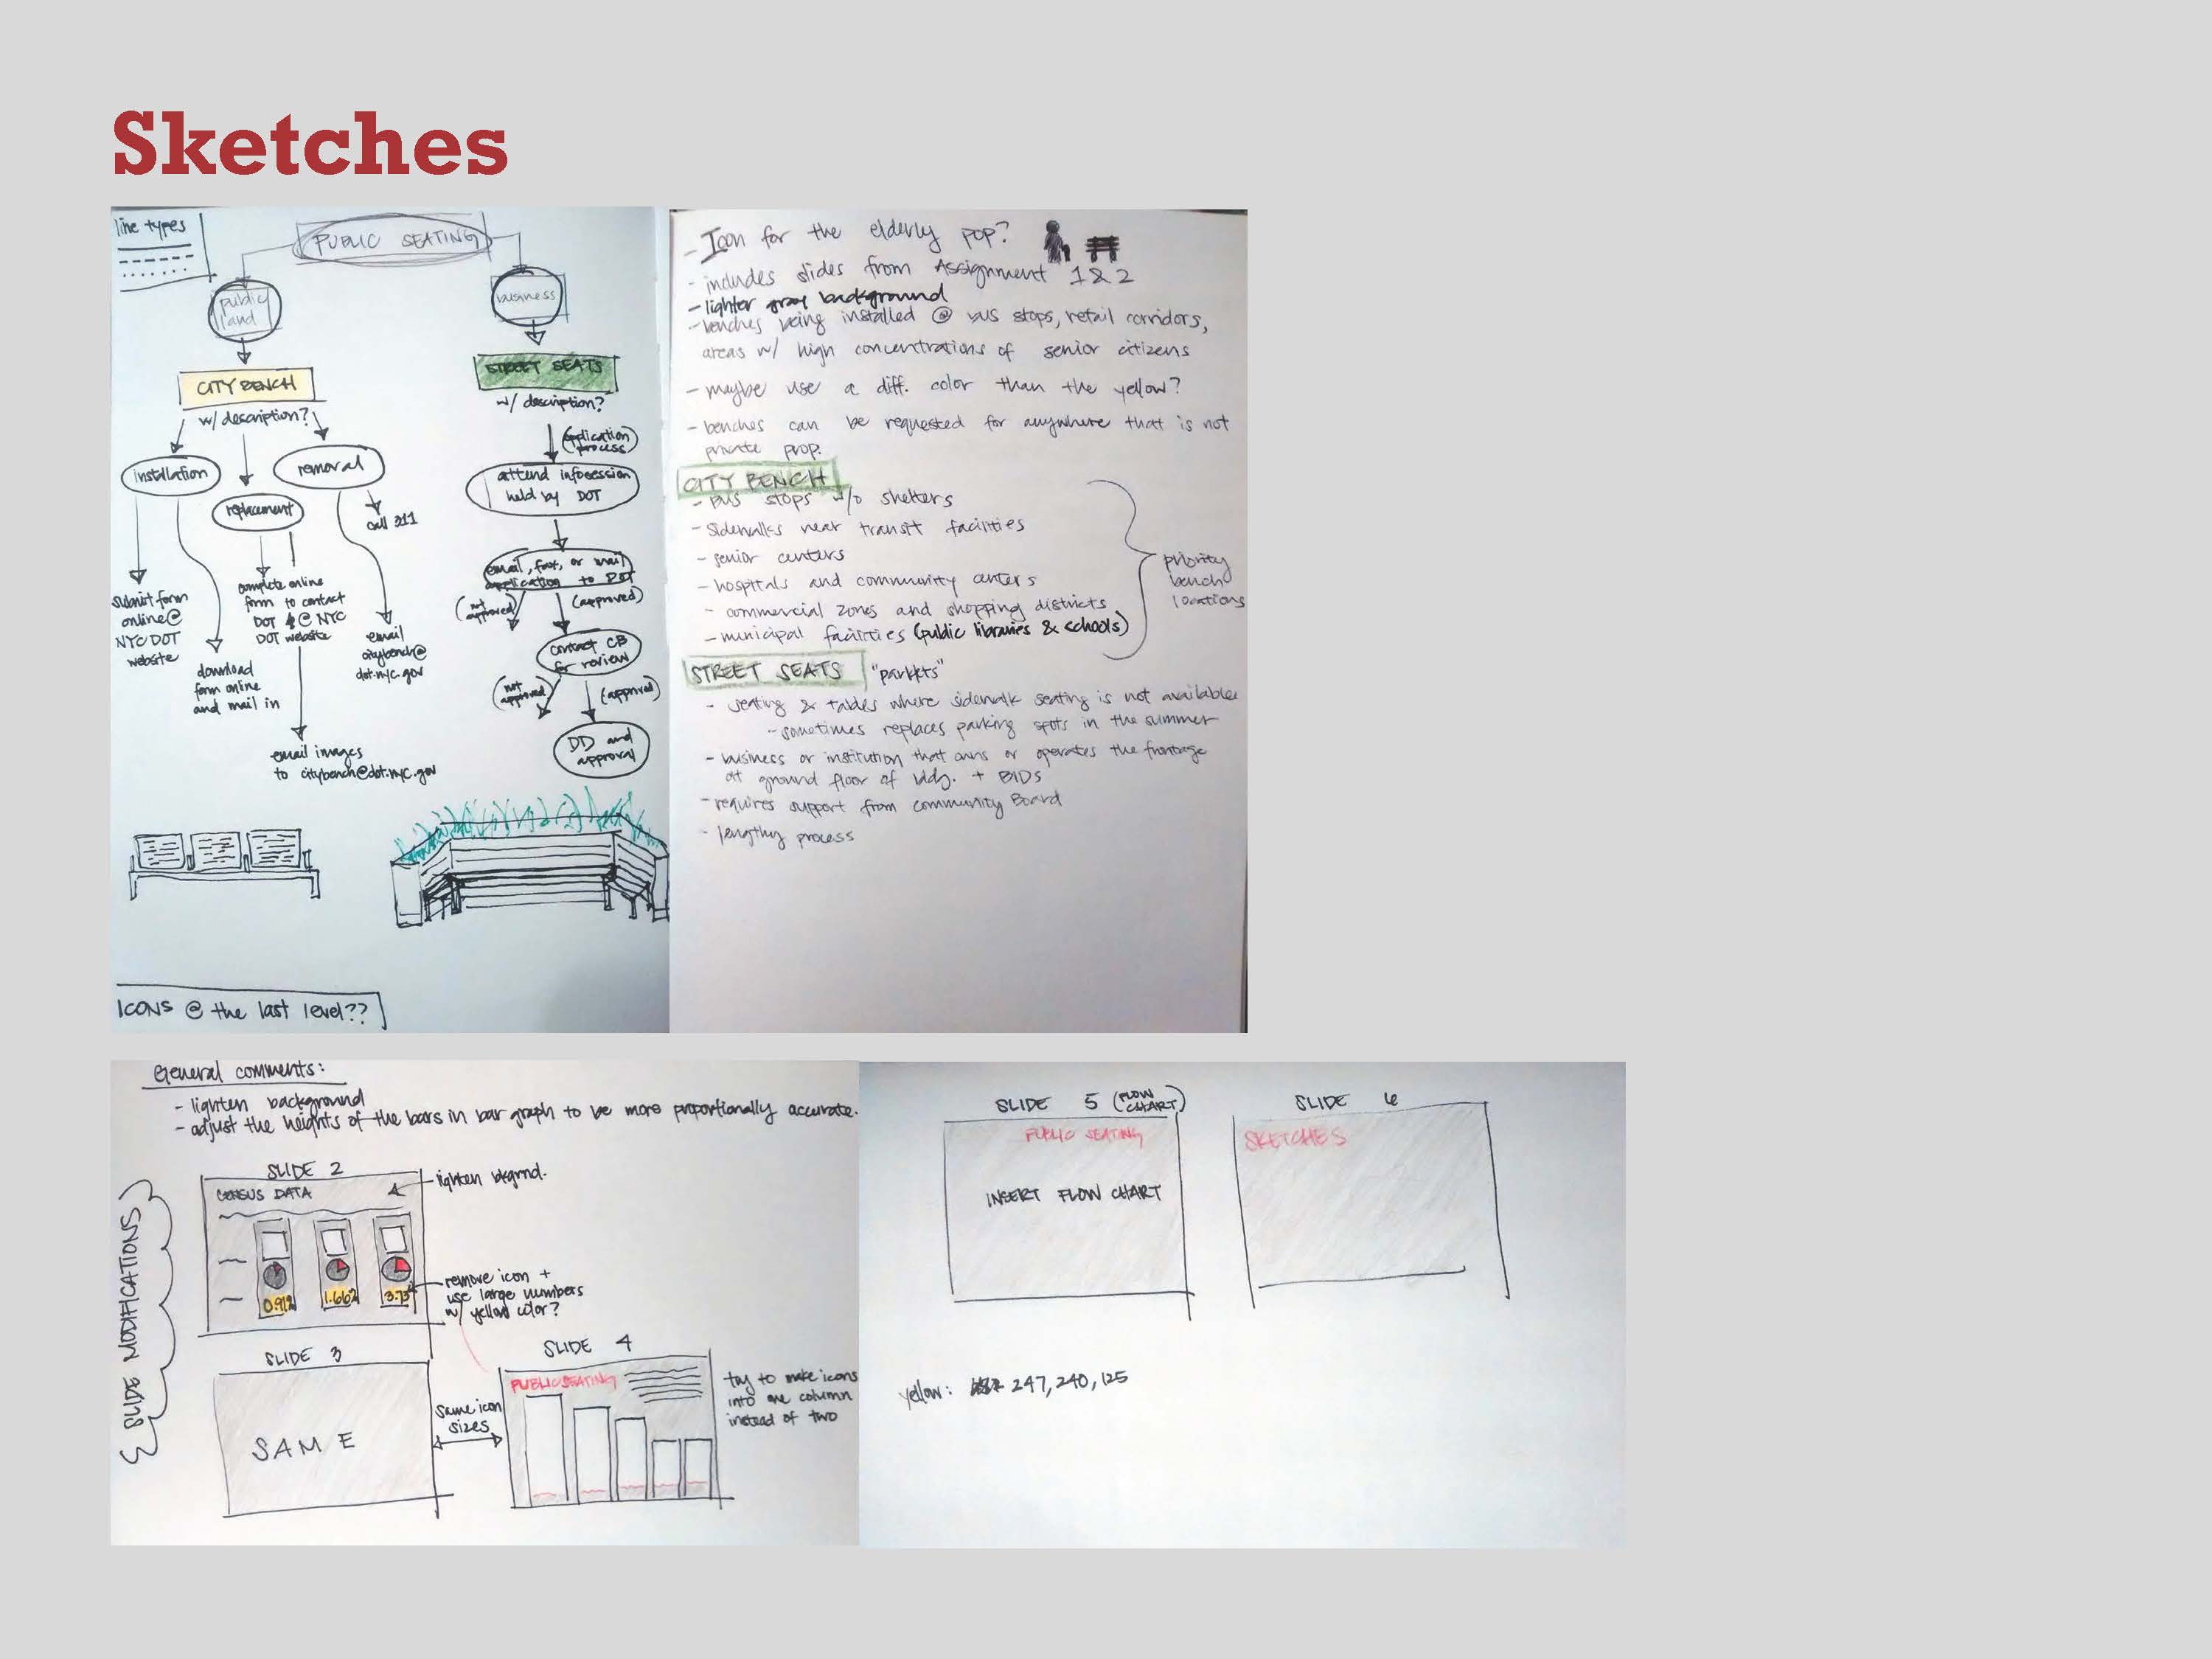 Sketches
line types
PUBLIC SEATING
public
land
business
CITY BENCH
w/ description?
STREET SEATS
w/ description?
installation
replacement
removal
call 311
submit form
online @
NYC DOT
website
download
form online
and mail in
complete online
form to contact
DOT @ NYC
DOT website
email images
to citybench@dot.nyc.gov
email
citybench@
dot.nyc.gov
(application
process)
attend infosession
held by DOT
email, fax, or mail
application to DOT
(not
approved)
(approved)
contact CB
for review
(not
approved)
(approval)
DD and
approval
ICONS @ the last level??
- Icon for the elderly pop?
- includes slides from Assignment 1 & 2
- lighter gray background
- benches being installed @ bus stops, retail corridors,
areas w/ high concentrations of senior citizens
- maybe use a diff. color than the yellow?
- benches can be requested for anywhere that is not
private prop.
CITY BENCH
- BUS stops w/o shelters
- Sidewalks near transit facilities
- senior centers
- hospitals and community centers
- commercial zones and shopping districts
- municipal facilities (public libraries & schools)
priority
bench
locations
STREET SEATS "parklets"
- seating & tables where sidewalk seating is not available
- sometimes replaces parking spots in the summer
- business or institution that owns or operates the frontage
at ground floor of bldg. + BIDS
- requires support from community Board
- lengthy process
General comments:
- lighten background
- adjust the heights of the bars in bar graph to be more proportionally accurate.
SLIDE MODIFICATIONS
SLIDE 2
CENSUS DATA
lighten bkgrnd.
remove icon +
use large numbers
w/ yellow color?
SLIDE 3
SAME
same icon
sizes
SLIDE 4
PUBLIC SEATING
try to make icons
into one column
instead of two
SLIDE 5 (FLOW
CHART)
PUBLIC SEATING
INSERT FLOW CHART
SLIDE 6
SKETCHES
yellow: 247, 240, 125